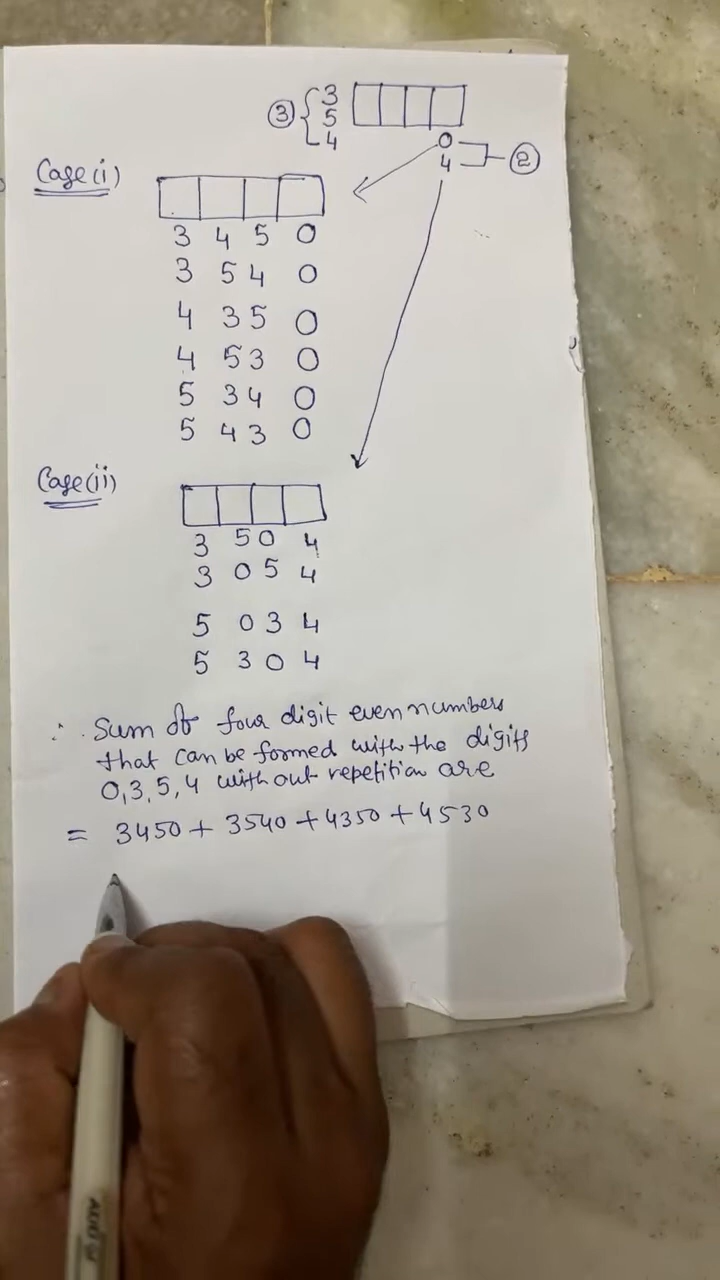 ③ { 3
5
4
0
4 ②
Case(i)
3 4 5 0
3 5 4 0
4 3 5 0
4 5 3 0
5 3 4 0
5 4 3 0
Case(ii)
3 5 0 4
3 0 5 4
5 0 3 4
5 3 0 4
∴ Sum of four digit even numbers
that can be formed with the digits
0,3,5,4 with out repetition are
= 3450 + 3540 + 4350 + 4530